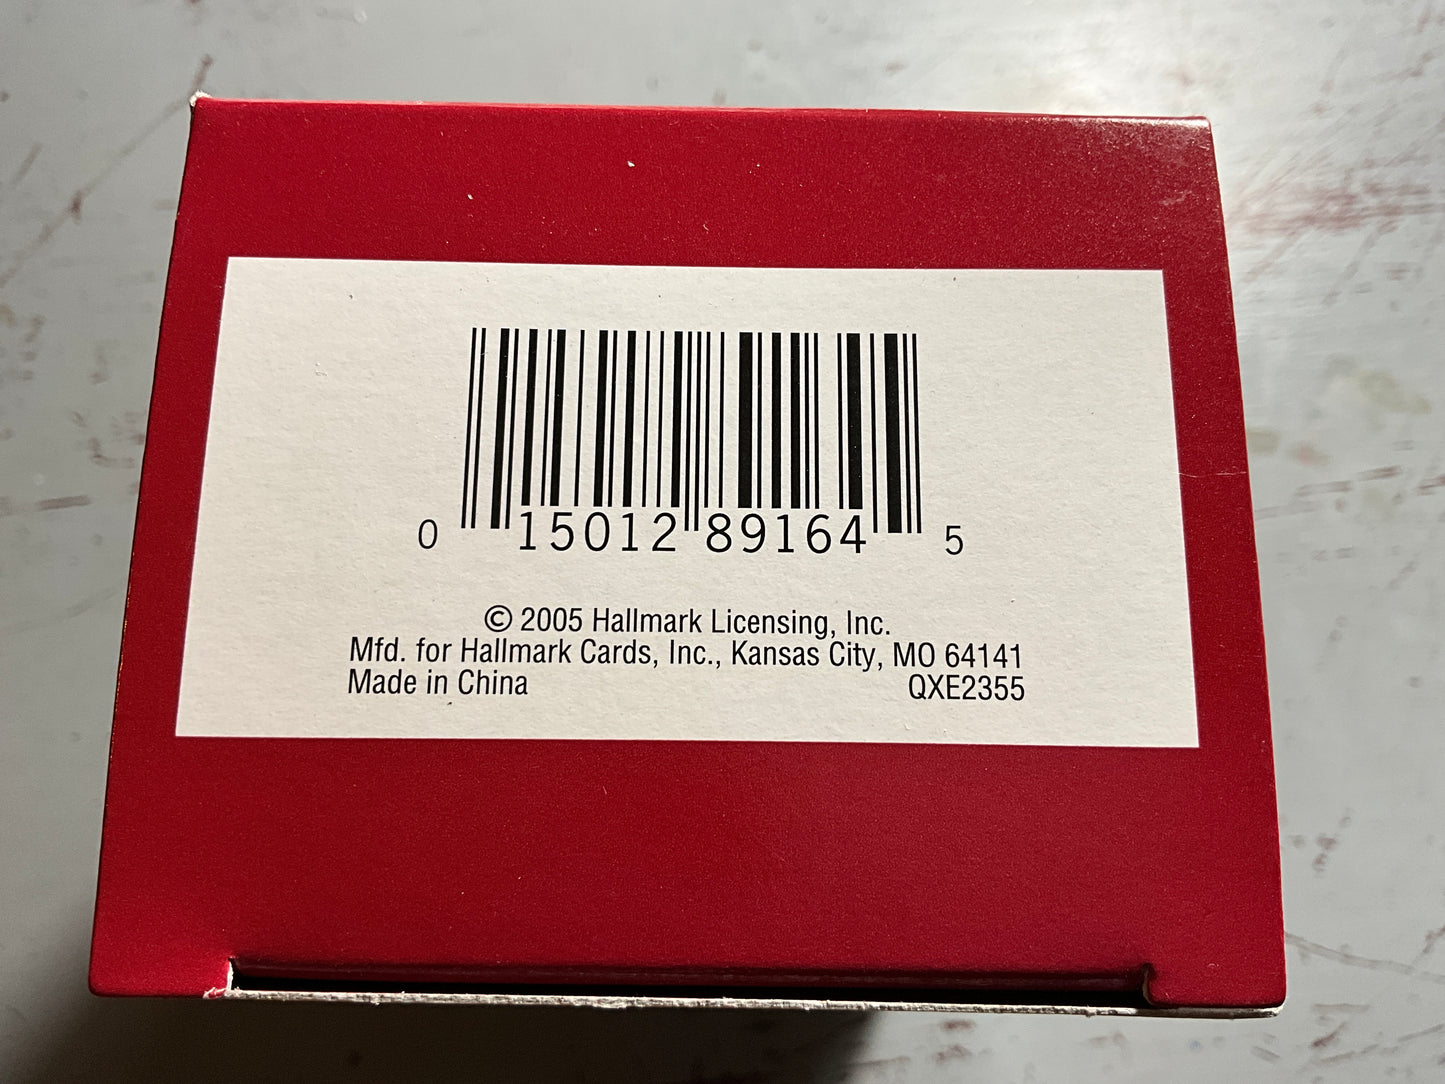 0 15012 89164 5
© 2005 Hallmark Licensing, Inc.
Mfd. for Hallmark Cards, Inc., Kansas City, MO 64141
Made in China QXE2355